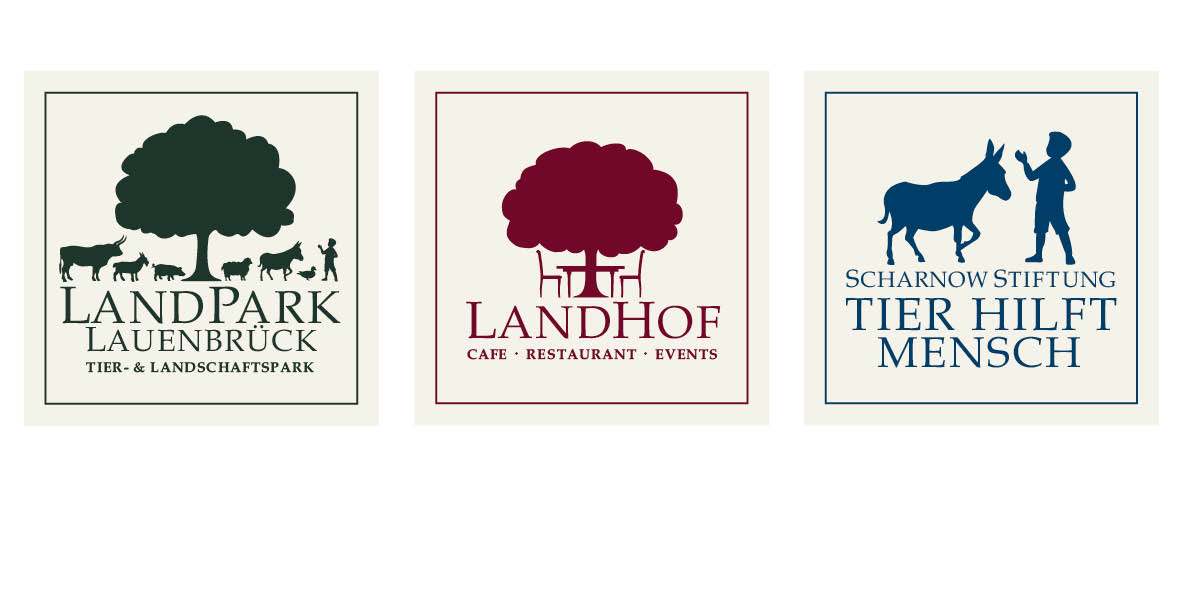 LANDPARK
LAUENBRÜCK
TIER- & LANDSCHAFTSPARK
LANDHOF
CAFE · RESTAURANT · EVENTS
SCHARNOW STIFTUNG
TIER HILFT
MENSCH